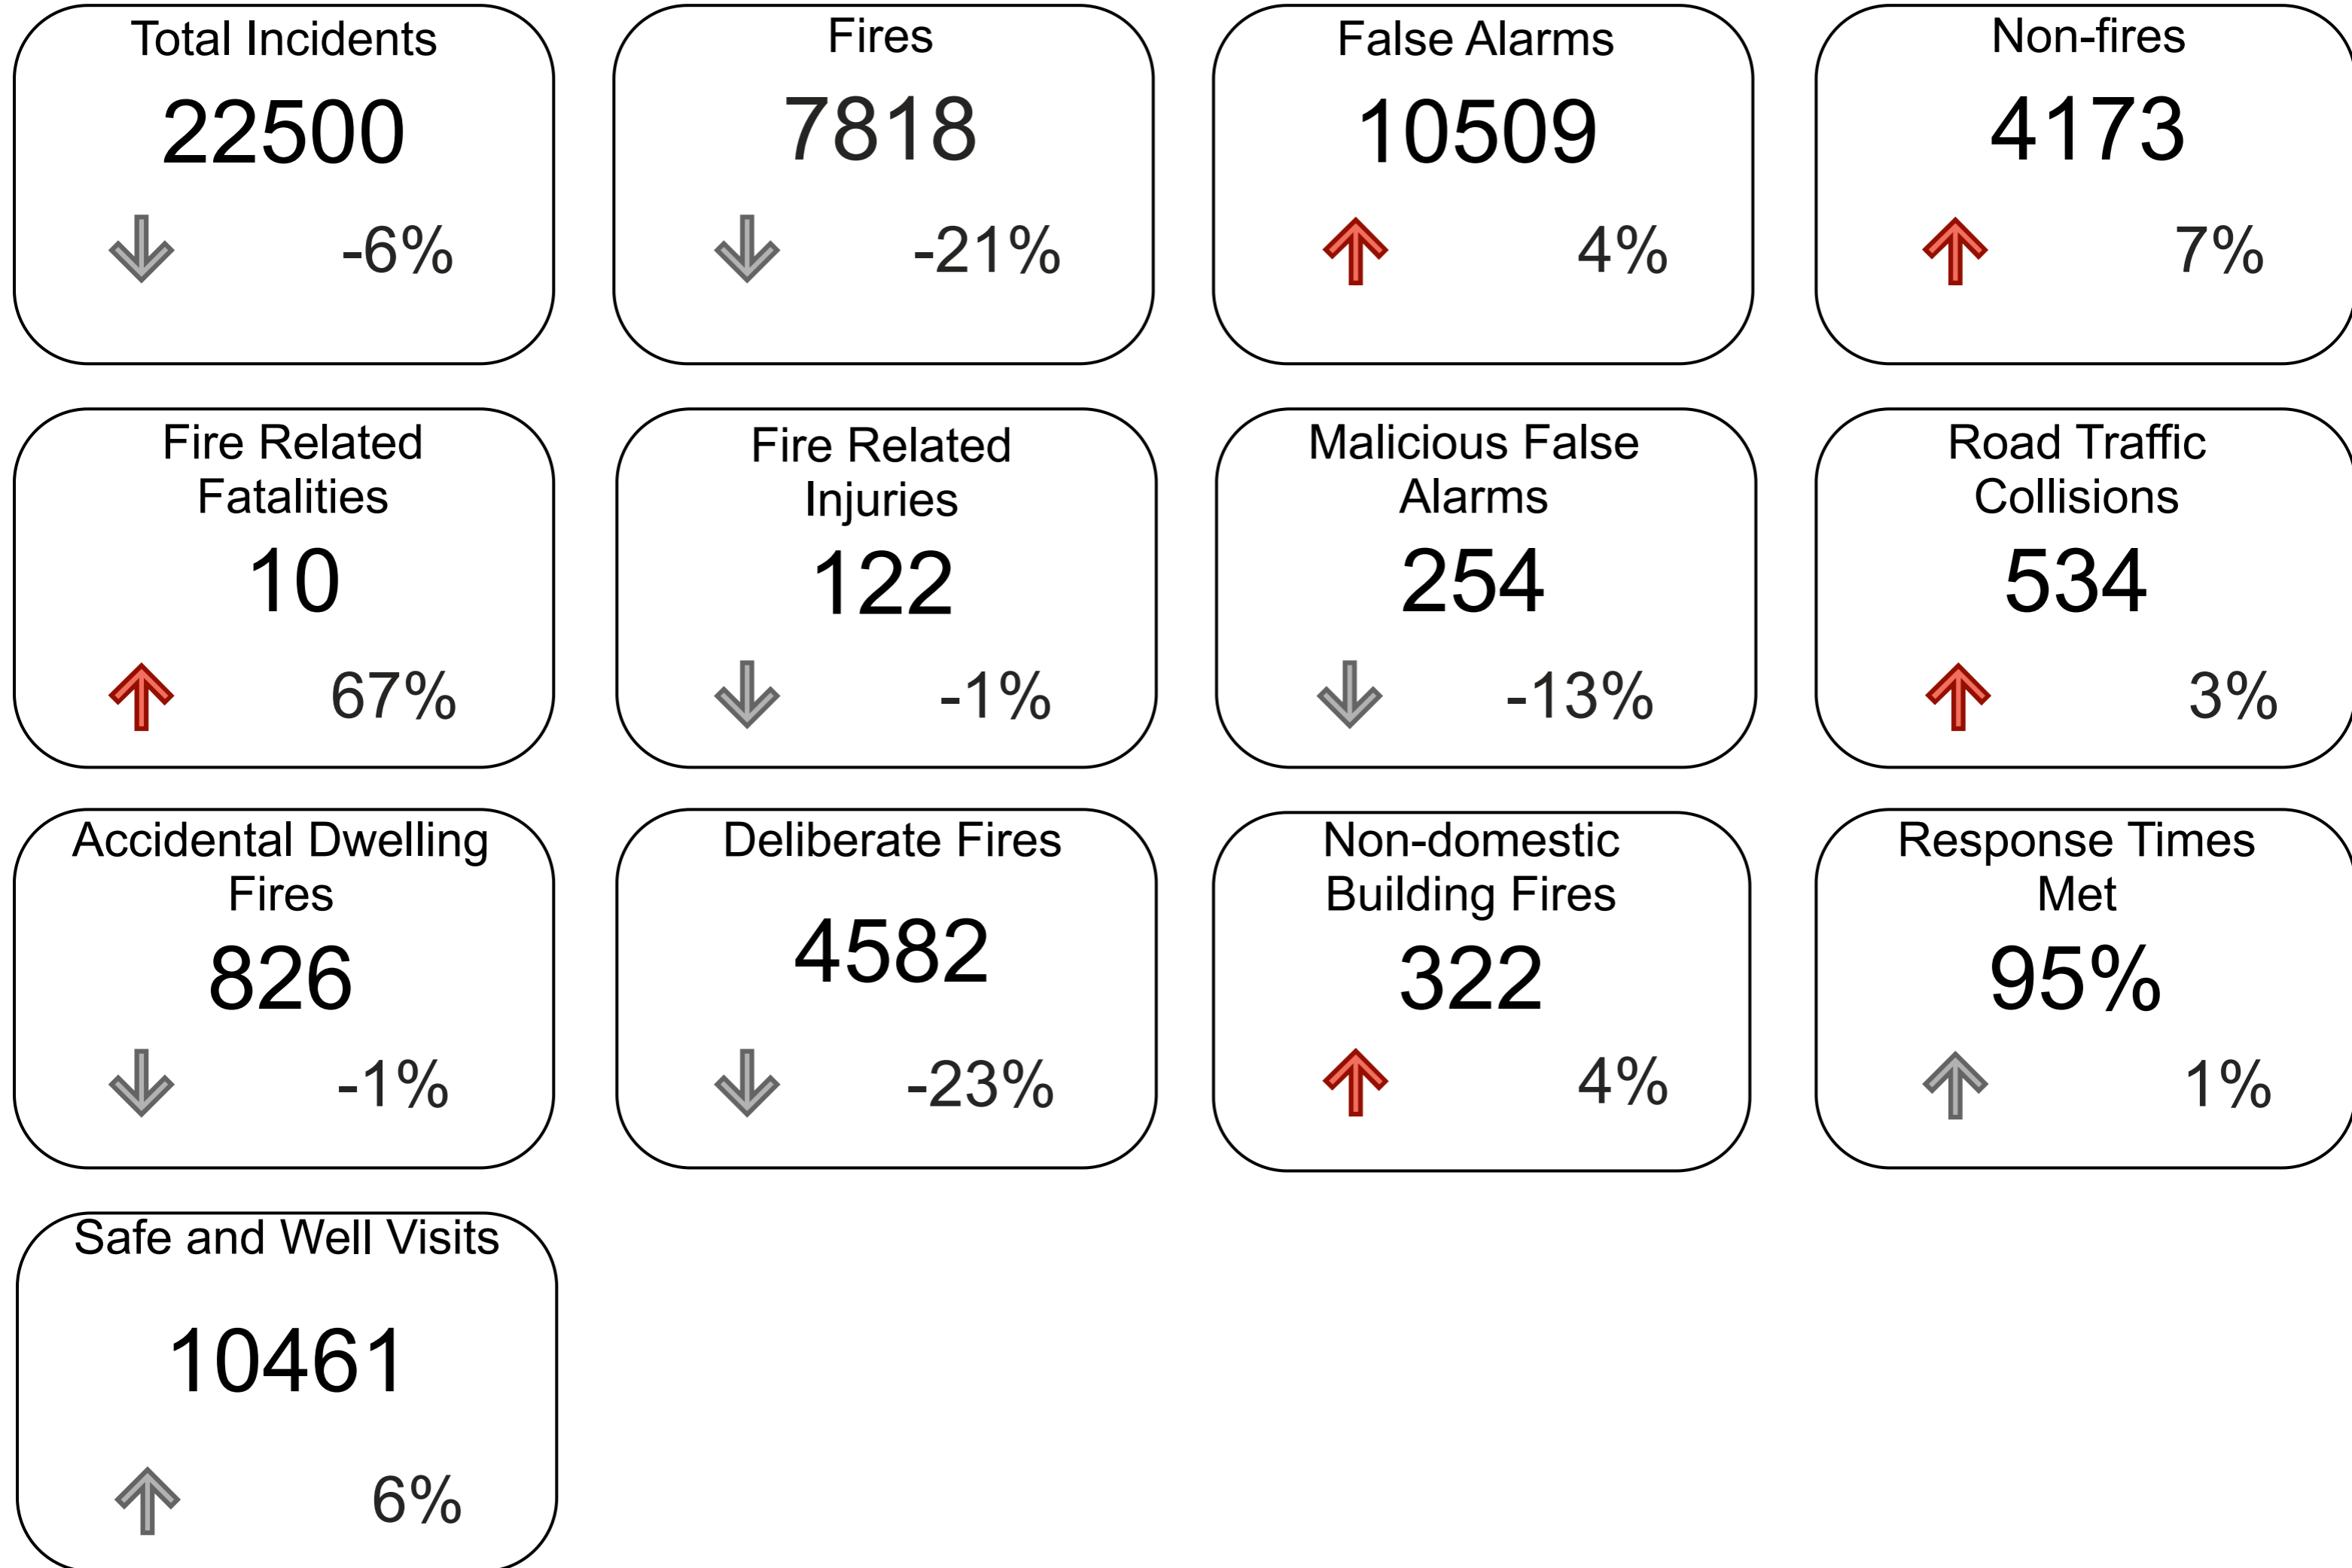 Total Incidents
22500
-6%
Fires
7818
-21%
False Alarms
10509
4%
Non-fires
4173
7%
Fire Related
Fatalities
10
67%
Fire Related
Injuries
122
-1%
Malicious False
Alarms
254
-13%
Road Traffic
Collisions
534
3%
Accidental Dwelling
Fires
826
-1%
Deliberate Fires
4582
-23%
Non-domestic
Building Fires
322
4%
Response Times
Met
95%
1%
Safe and Well Visits
10461
6%